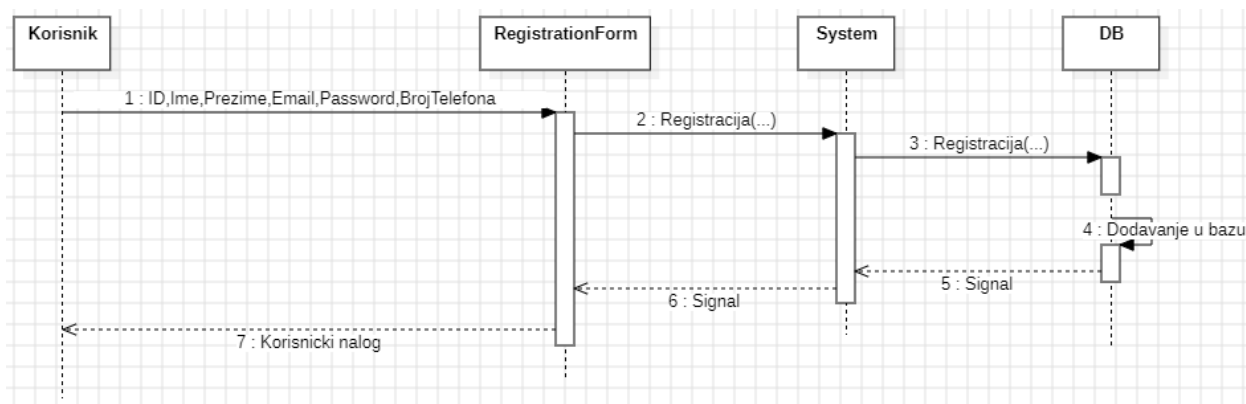 Korisnik
RegistrationForm
System
DB
1 : ID,Ime,Prezime,Email,Password,BrojTelefona
2 : Registracija(...)
3 : Registracija(...)
4 : Dodavanje u bazu
5 : Signal
6 : Signal
7 : Korisnicki nalog